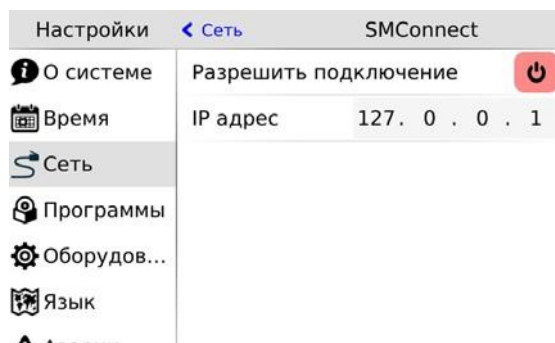 Настройки
Сеть
SMConnect
О системе
Время
Сеть
Программы
Оборудов...
Язык
Разрешить подключение
IP адрес
127. 0 . 0 . 1